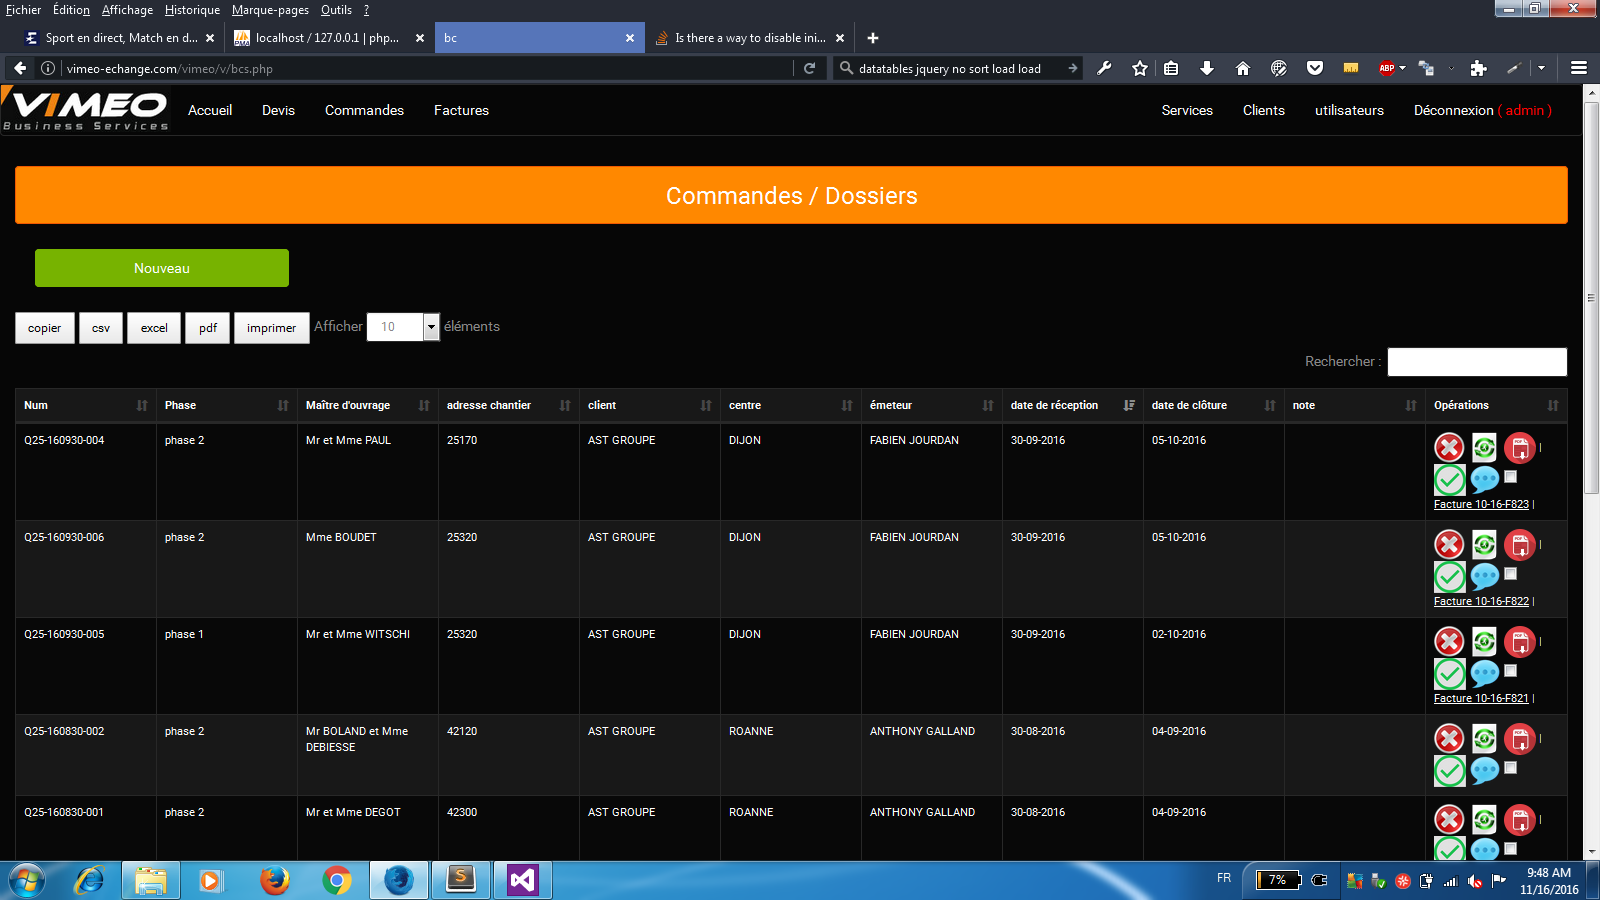 Fichier Édition Affichage Historique Marque-pages Outils ?
Sport en direct, Match en d... localhost / 127.0.0.1 | php... bc Is there a way to disable ini...
vimeo-echange.com/vimeo/v/bcs.php datatables jquery no sort load load ABP
VIMEO Business Services Accueil Devis Commandes Factures Services Clients utilisateurs Déconnexion ( admin )
Commandes / Dossiers
Nouveau
copier csv excel pdf imprimer Afficher 10 éléments
Rechercher :
Num Phase Maître d'ouvrage adresse chantier client centre émeteur date de réception date de clôture note Opérations
Q25-160930-004 phase 2 Mr et Mme PAUL 25170 AST GROUPE DIJON FABIEN JOURDAN 30-09-2016 05-10-2016 |
Facture 10-16-F823 |
Q25-160930-006 phase 2 Mme BOUDET 25320 AST GROUPE DIJON FABIEN JOURDAN 30-09-2016 05-10-2016 |
Facture 10-16-F822 |
Q25-160930-005 phase 1 Mr et Mme WITSCHI 25320 AST GROUPE DIJON FABIEN JOURDAN 30-09-2016 02-10-2016 |
Facture 10-16-F821 |
Q25-160830-002 phase 2 Mr BOLAND et Mme DEBIESSE 42120 AST GROUPE ROANNE ANTHONY GALLAND 30-08-2016 04-09-2016 |
Q25-160830-001 phase 2 Mr et Mme DEGOT 42300 AST GROUPE ROANNE ANTHONY GALLAND 30-08-2016 04-09-2016 |
FR 7% 9:48 AM
11/16/2016